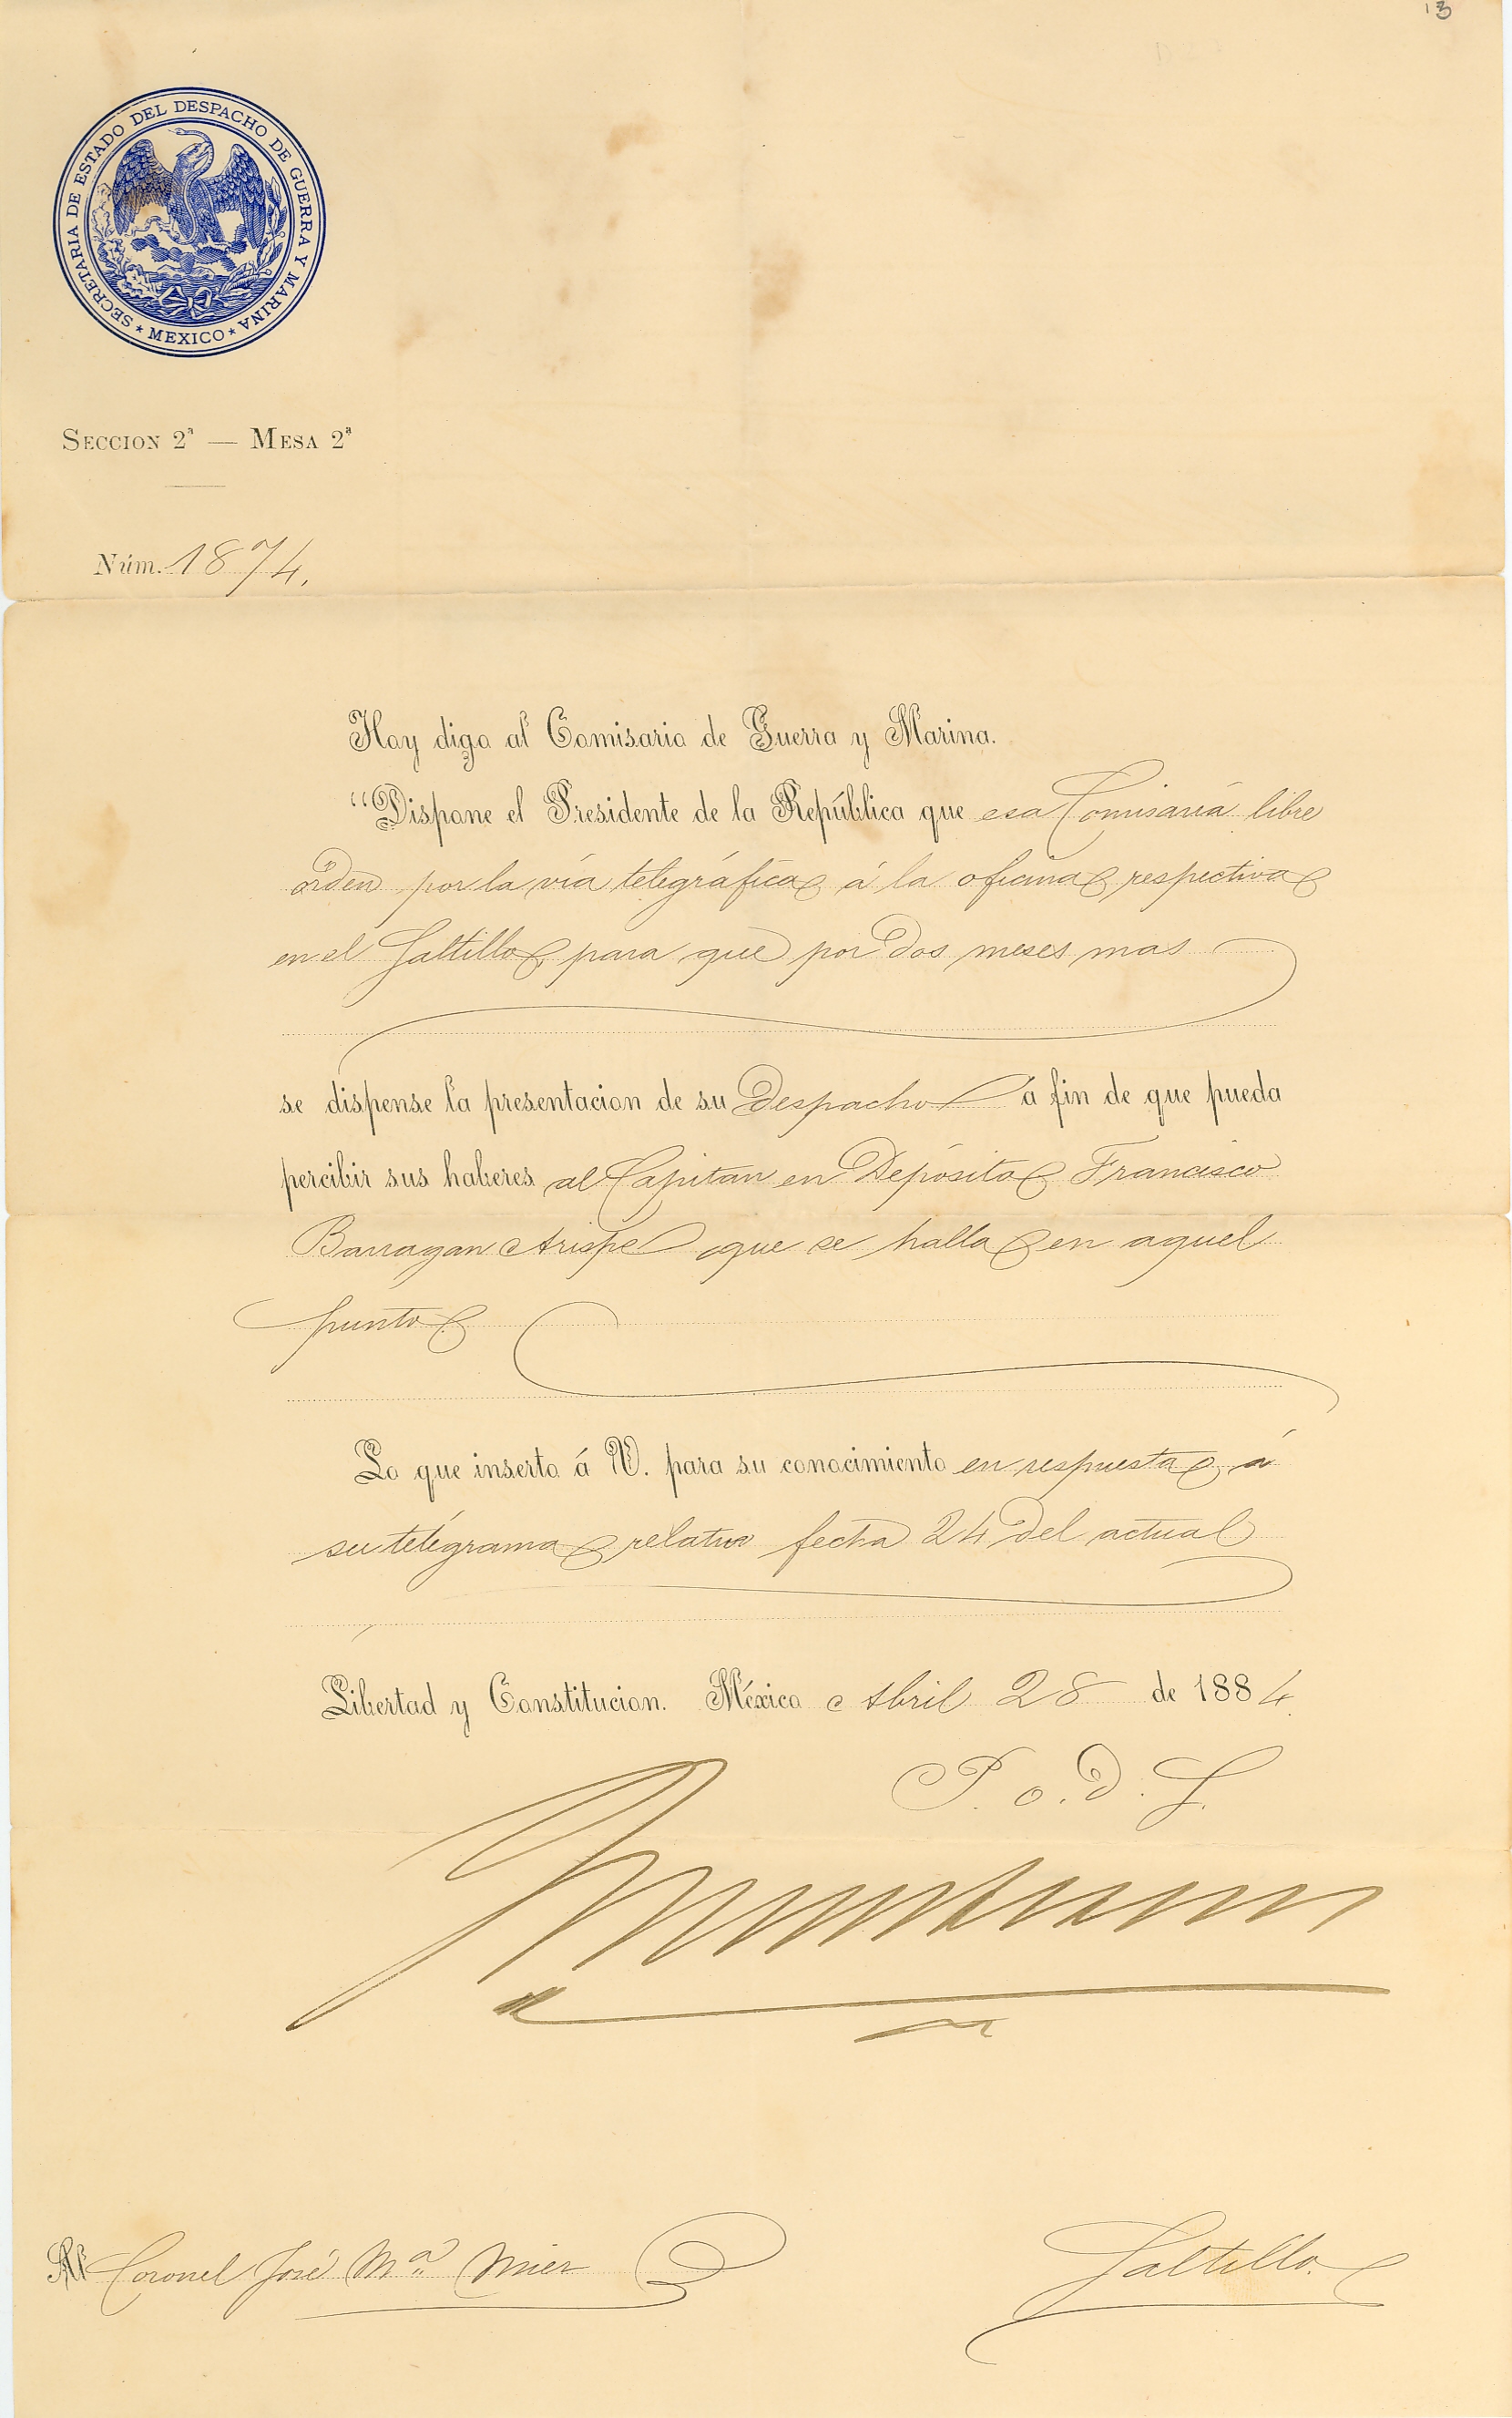 13
SECRETARIA DE ESTADO DEL DESPACHO DE GUERRA Y MARINA
* MEXICO *
SECCION 2ª — MESA 2ª
Núm. 1874.
Hoy digo al Comisario de Guerra y Marina.
"Dispone el Presidente de la República que esa Comisaría libre
órden por la vía telegráfica á la oficina respectiva
en el Saltillo para que por dos meses mas
se dispense la presentacion de su Despacho á fin de que pueda
percibir sus haberes al Capitan en Depósito Francisco
Barragan Arispe que se halla en aquel
punto.
Lo que inserto á V. para su conocimiento en respuesta á
su telégrama relativo fecha 24 del actual
Libertad y Constitucion. México Abril 28 de 1884.
P. o. d. S.
Al Coronel José Mª Mier
Saltillo.